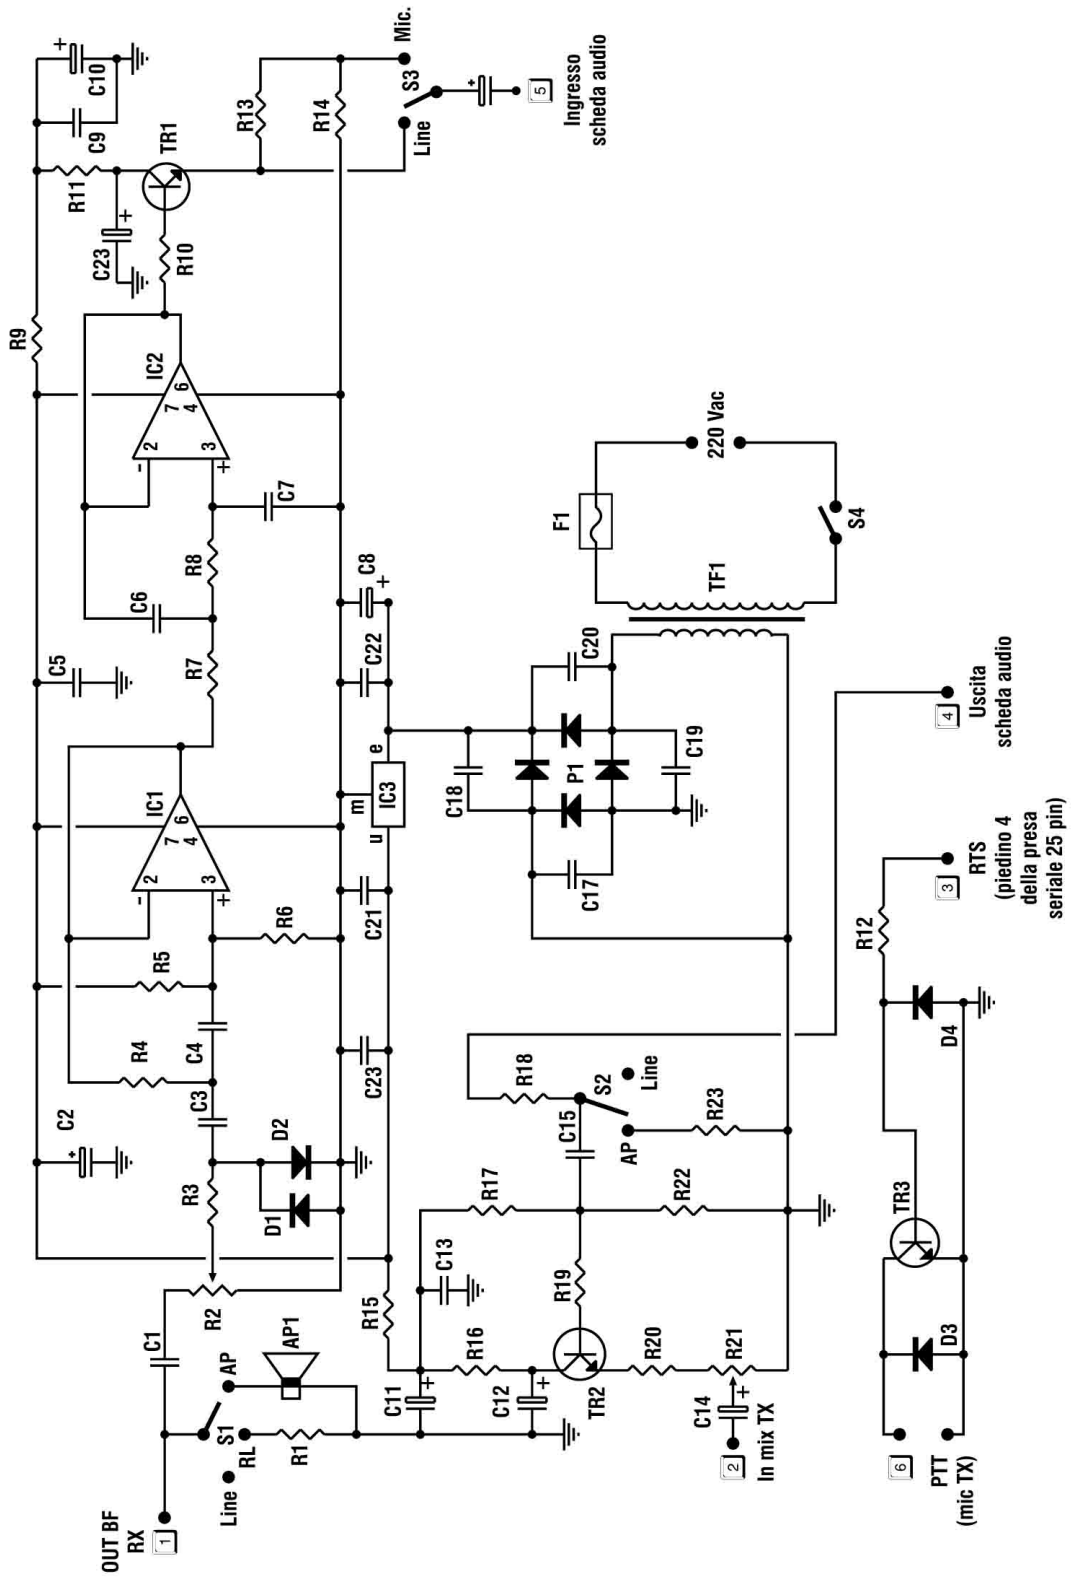 OUT BF
RX
1
C1
Line
S1
AP
RL
R1
AP1
R2
R3
D1
D2
C2
C3
R4
C4
R5
R6
-
2
3
+
7
6
4
IC1
C5
R7
C6
R8
C7
-
2
3
+
7
6
4
IC2
R9
R10
C23
+
R11
TR1
C9
C10
+
R13
R14
Line
S3
Mic.
+
5
Ingresso
scheda audio
R15
C23
C21
u
m
e
IC3
C22
C8
+
C11
+
C13
R16
R17
C12
+
TR2
R19
C15
R18
S2
AP
Line
R22
R23
R20
R21
C14
+
2
In mix TX
C17
C18
P1
C19
C20
TF1
F1
220 Vac
S4
4
Uscita
scheda audio
6
PTT
(mic TX)
D3
TR3
D4
R12
3
RTS
(piedino 4
della presa
seriale 25 pin)